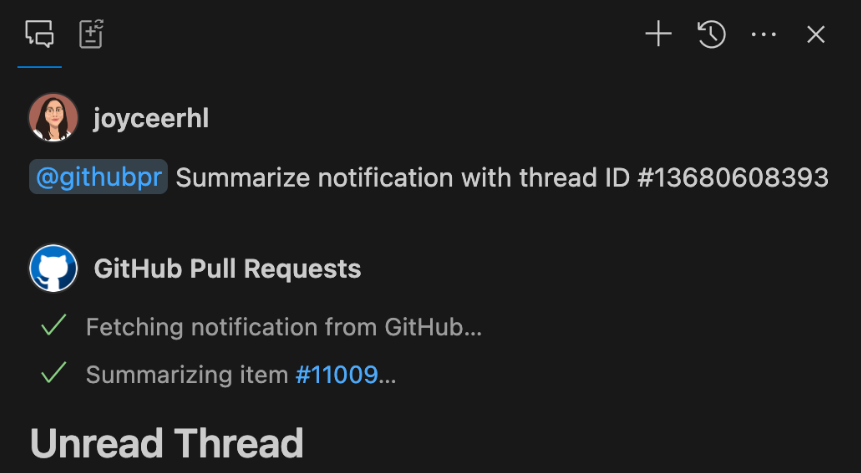 joyceerhl
@githubpr Summarize notification with thread ID #13680608393
GitHub Pull Requests
Fetching notification from GitHub...
Summarizing item #11009...
Unread Thread